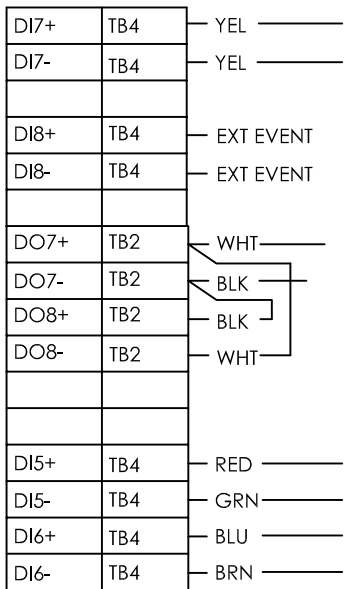 DI7+ TB4 YEL
DI7- TB4 YEL
DI8+ TB4 EXT EVENT
DI8- TB4 EXT EVENT
DO7+ TB2 WHT
DO7- TB2 BLK
DO8+ TB2 BLK
DO8- TB2 WHT
DI5+ TB4 RED
DI5- TB4 GRN
DI6+ TB4 BLU
DI6- TB4 BRN